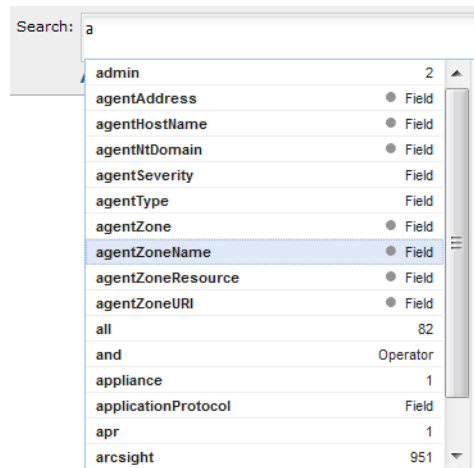 Search: a
admin 2
agentAddress Field
agentHostName Field
agentNtDomain Field
agentSeverity Field
agentType Field
agentZone Field
agentZoneName Field
agentZoneResource Field
agentZoneURI Field
all 82
and Operator
appliance 1
applicationProtocol Field
apr 1
arcsight 951